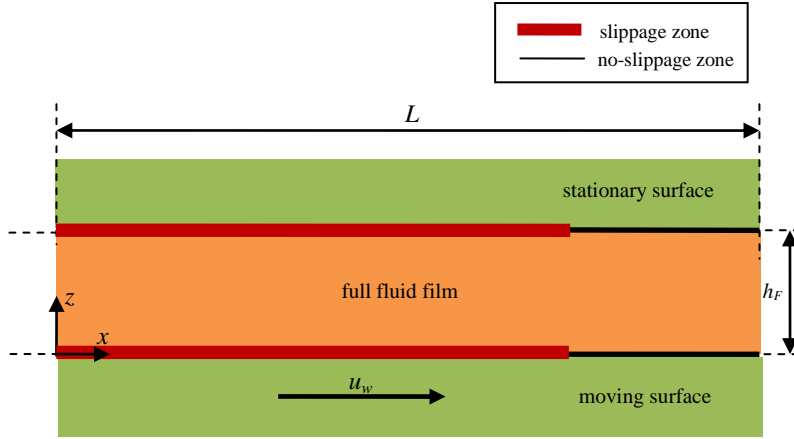 slippage zone
no-slippage zone
L
stationary surface
full fluid film
h_F
z
x
u_w
moving surface